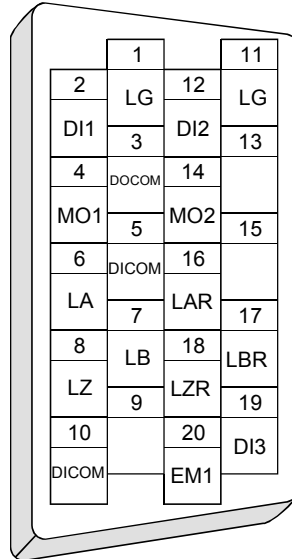 1 11
2 LG 12 LG
DI1 3 DI2 13
4 DOCOM 14
MO1 5 MO2 15
6 DICOM 16
LA 7 LAR 17
8 LB 18 LBR
LZ 9 LZR 19
10 20 DI3
DICOM EM1